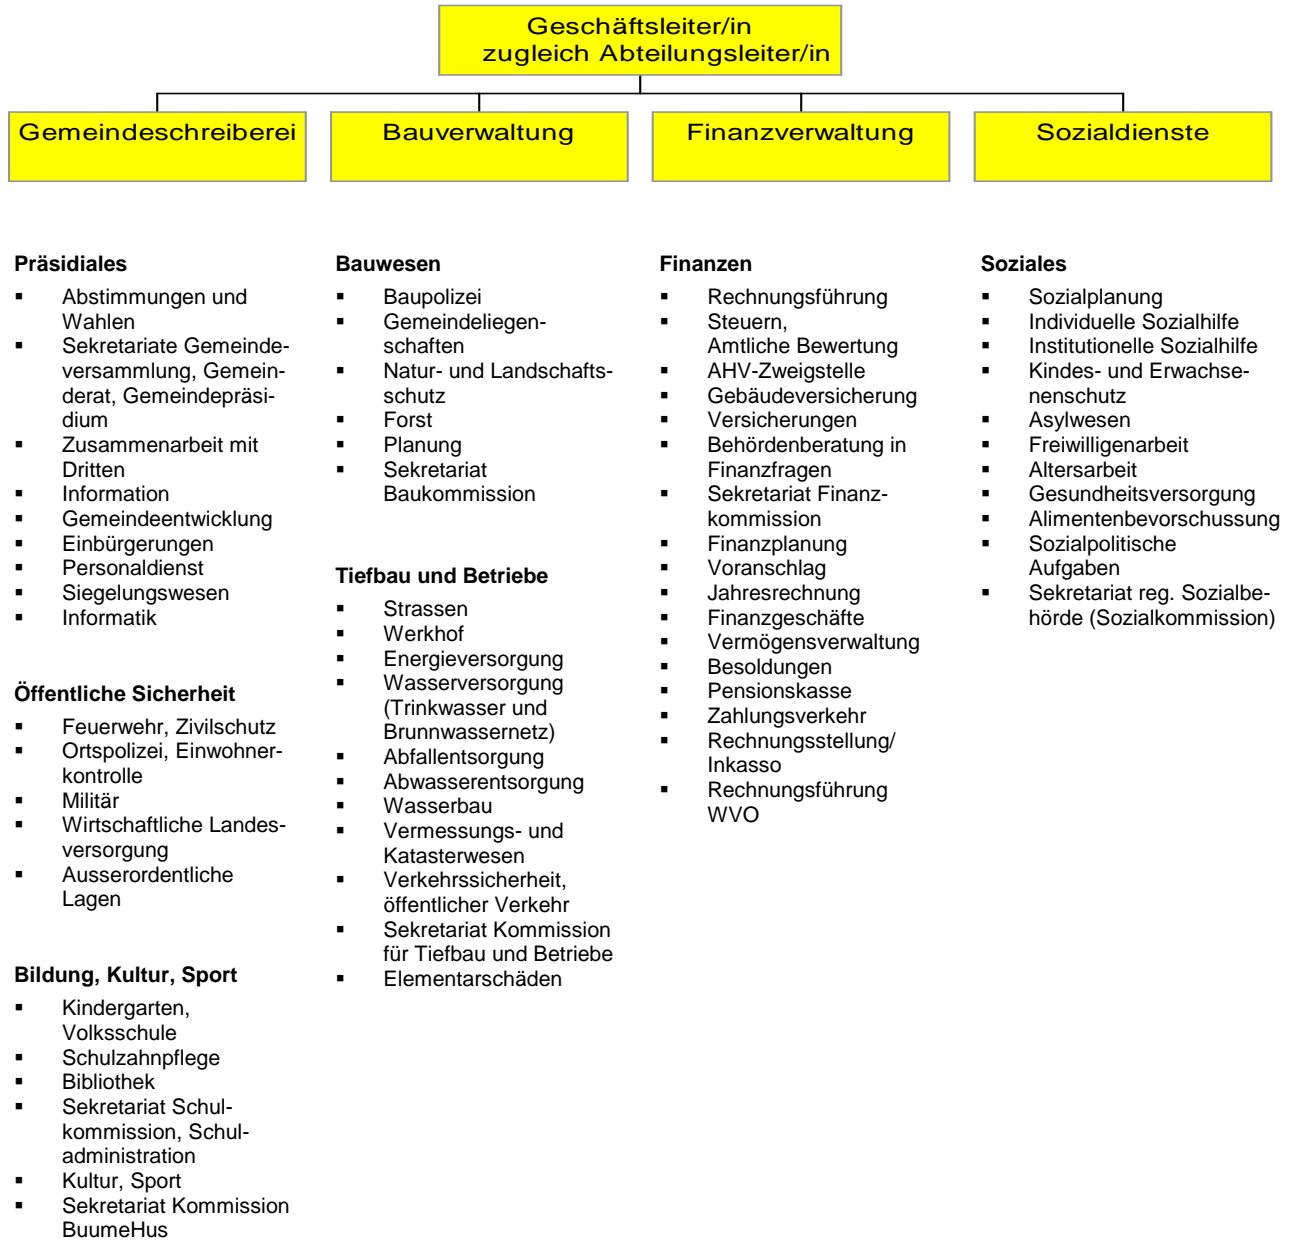 Geschäftsleiter/in
zugleich Abteilungsleiter/in
Gemeindeschreiberei
Bauverwaltung
Finanzverwaltung
Sozialdienste
Präsidiales
▪ Abstimmungen und
Wahlen
▪ Sekretariate Gemeinde-
versammlung, Gemein-
derat, Gemeindepräsi-
dium
▪ Zusammenarbeit mit
Dritten
▪ Information
▪ Gemeindeentwicklung
▪ Einbürgerungen
▪ Personaldienst
▪ Siegelungswesen
▪ Informatik
Öffentliche Sicherheit
▪ Feuerwehr, Zivilschutz
▪ Ortspolizei, Einwohner-
kontrolle
▪ Militär
▪ Wirtschaftliche Landes-
versorgung
▪ Ausserordentliche
Lagen
Bildung, Kultur, Sport
▪ Kindergarten,
Volksschule
▪ Schulzahnpflege
▪ Bibliothek
▪ Sekretariat Schul-
kommission, Schul-
administration
▪ Kultur, Sport
▪ Sekretariat Kommission
BuumeHus
Bauwesen
▪ Baupolizei
▪ Gemeindeliegen-
schaften
▪ Natur- und Landschafts-
schutz
▪ Forst
▪ Planung
▪ Sekretariat
Baukommission
Tiefbau und Betriebe
▪ Strassen
▪ Werkhof
▪ Energieversorgung
▪ Wasserversorgung
(Trinkwasser und
Brunnwassernetz)
▪ Abfallentsorgung
▪ Abwasserentsorgung
▪ Wasserbau
▪ Vermessungs- und
Katasterwesen
▪ Verkehrssicherheit,
öffentlicher Verkehr
▪ Sekretariat Kommission
für Tiefbau und Betriebe
▪ Elementarschäden
Finanzen
▪ Rechnungsführung
▪ Steuern,
Amtliche Bewertung
▪ AHV-Zweigstelle
▪ Gebäudeversicherung
▪ Versicherungen
▪ Behördenberatung in
Finanzfragen
▪ Sekretariat Finanz-
kommission
▪ Finanzplanung
▪ Voranschlag
▪ Jahresrechnung
▪ Finanzgeschäfte
▪ Vermögensverwaltung
▪ Besoldungen
▪ Pensionskasse
▪ Zahlungsverkehr
▪ Rechnungsstellung/
Inkasso
▪ Rechnungsführung
WVO
Soziales
▪ Sozialplanung
▪ Individuelle Sozialhilfe
▪ Institutionelle Sozialhilfe
▪ Kindes- und Erwachse-
nenschutz
▪ Asylwesen
▪ Freiwilligenarbeit
▪ Altersarbeit
▪ Gesundheitsversorgung
▪ Alimentenbevorschussung
▪ Sozialpolitische
Aufgaben
▪ Sekretariat reg. Sozialbe-
hörde (Sozialkommission)